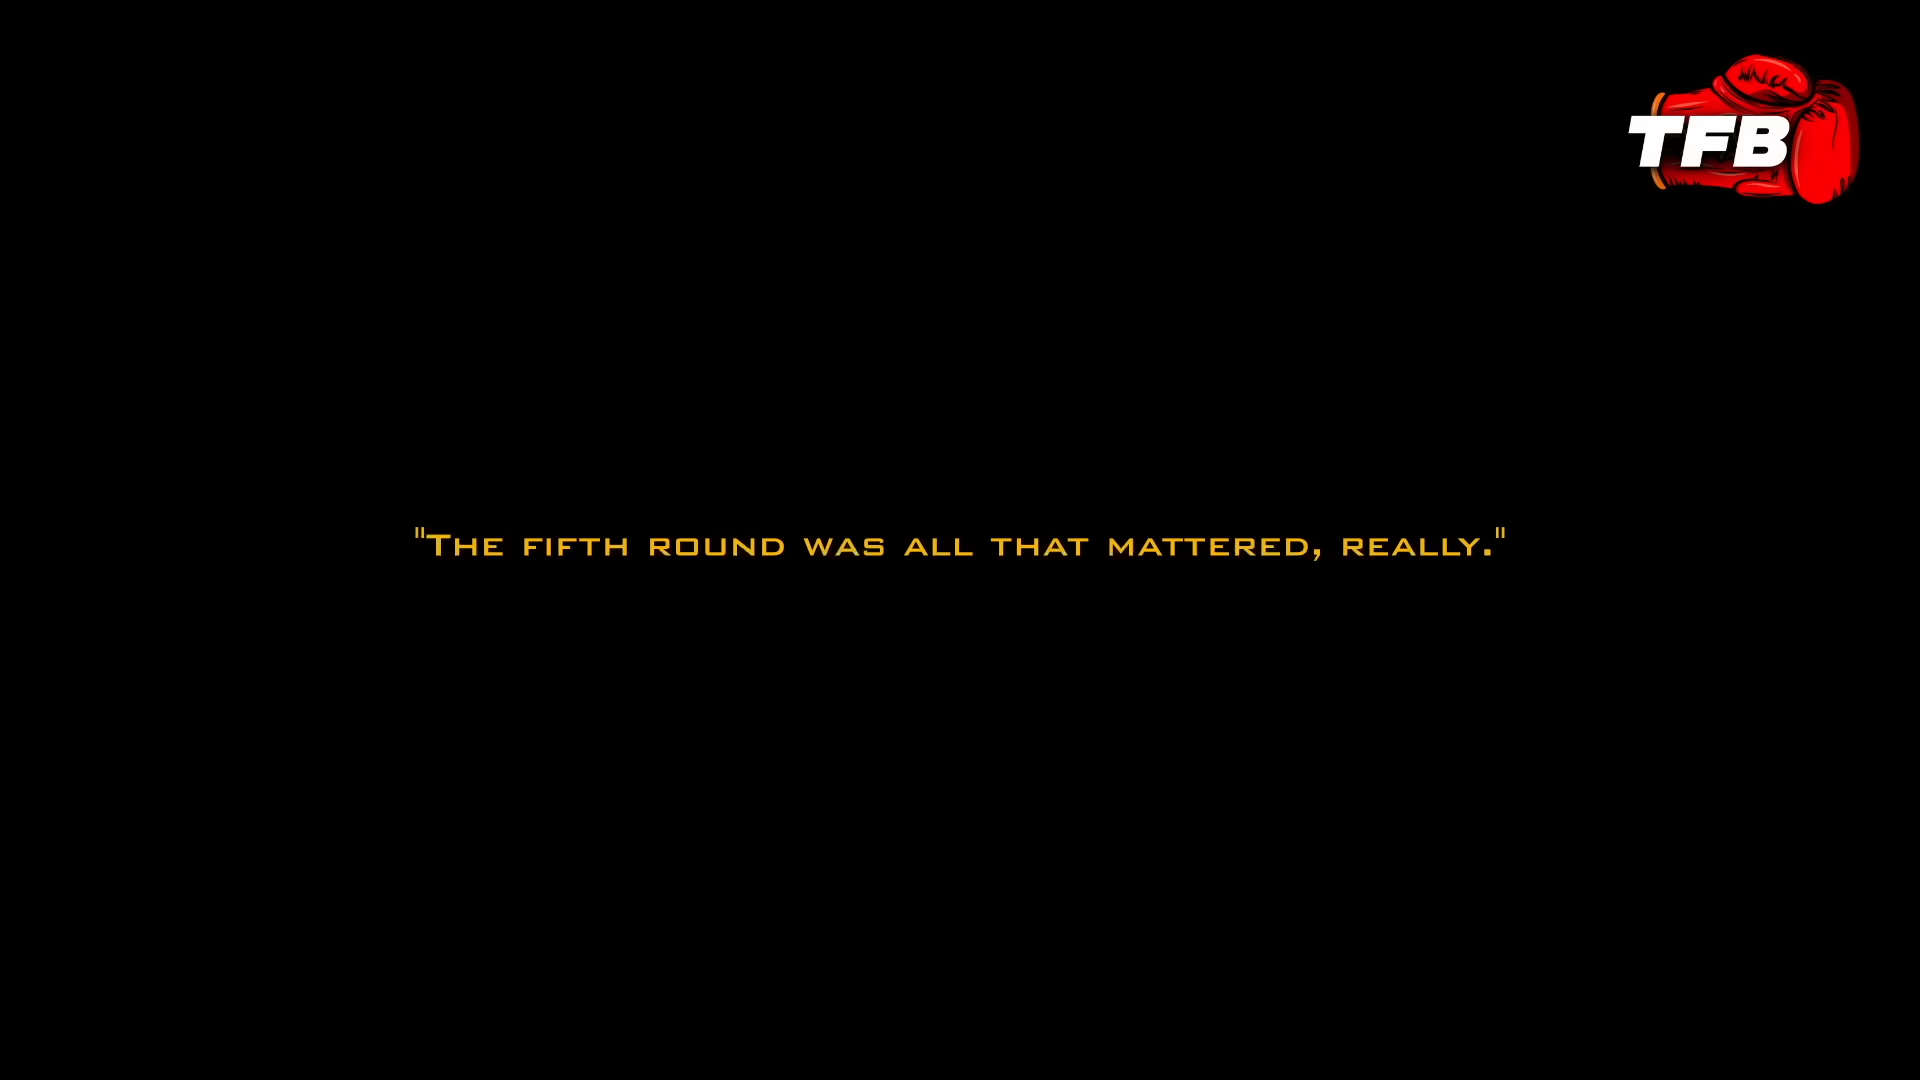 TFB
"The fifth round was all that mattered, really."